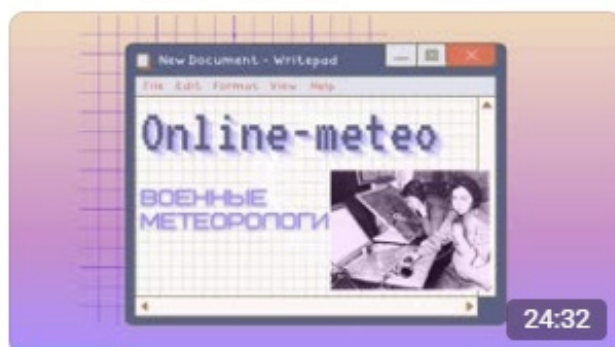 New Document - Writepad
File Edit Format View Help
Online-meteo
ВОЕННЫЕ
МЕТЕОРОЛОГИ
24:32